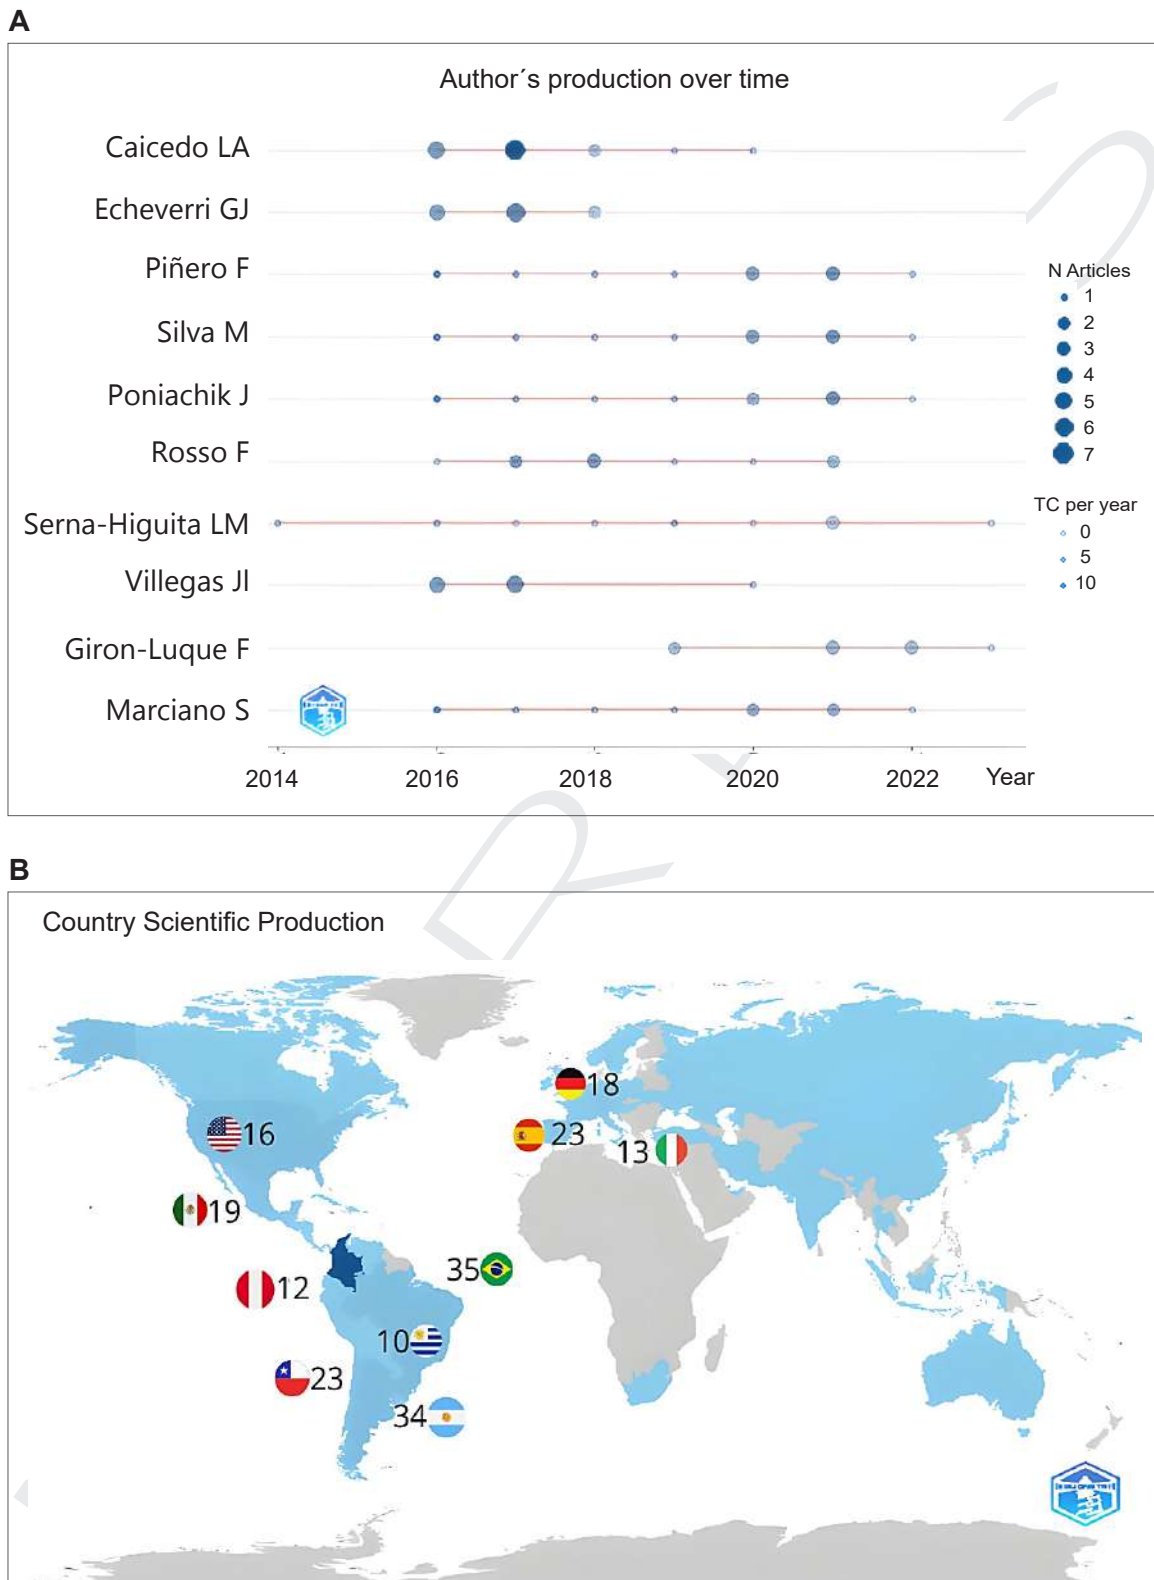 A
Author´s production over time
Caicedo LA
Echeverri GJ
Piñero F
Silva M
Poniachik J
Rosso F
Serna-Higuita LM
Villegas Jl
Giron-Luque F
Marciano S
N Articles
1
2
3
4
5
6
7
TC per year
0
5
10
2014 2016 2018 2020 2022 Year
B
Country Scientific Production
18
16
23
13
19
35
12
10
23
34